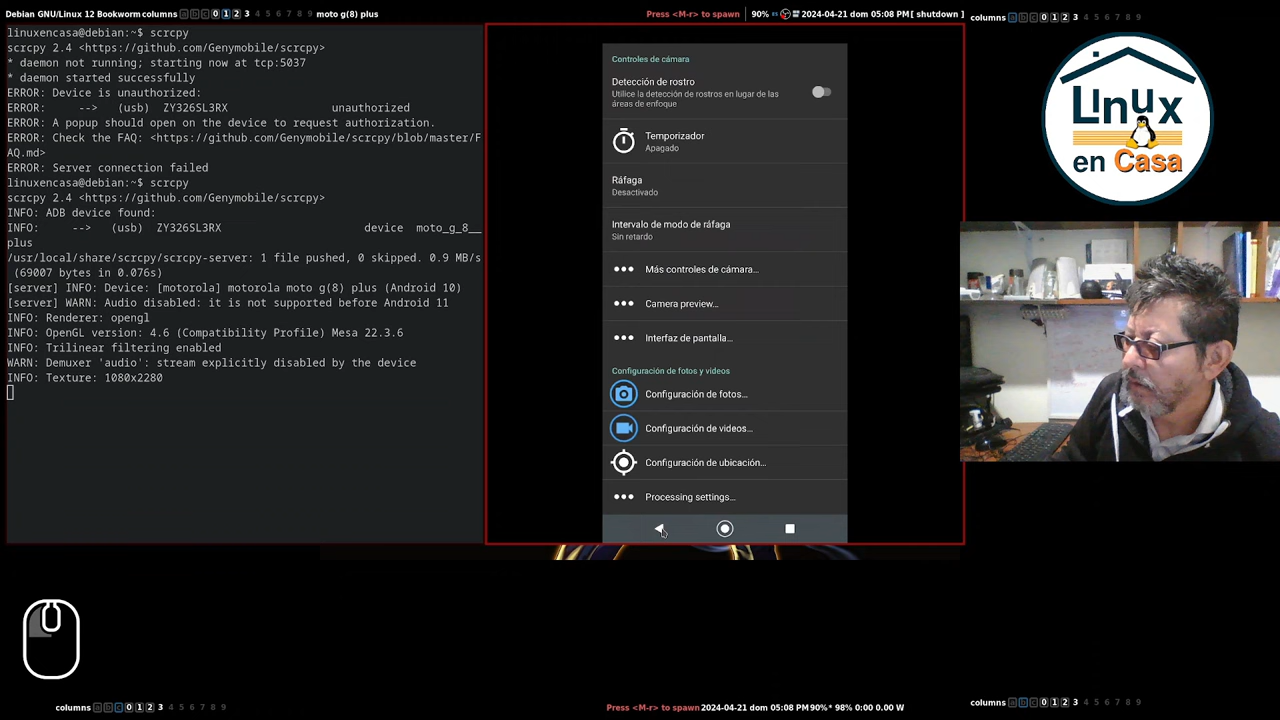 Debian GNU/Linux 12 Bookworm columns a b c 0 1 2 3 4 5 6 7 8 9 moto g(8) plus
Press <M-r> to spawn 90% ES 2024-04-21 dom 05:08 PM [ shutdown ]
columns a b c 0 1 2 3 4 5 6 7 8 9
linuxencasa@debian:~$ scrcpy
scrcpy 2.4 <https://github.com/Genymobile/scrcpy>
* daemon not running; starting now at tcp:5037
* daemon started successfully
ERROR: Device is unauthorized:
ERROR:     --> (usb)  ZY326SL3RX               unauthorized
ERROR: A popup should open on the device to request authorization.
ERROR: Check the FAQ: <https://github.com/Genymobile/scrcpy/blob/master/F
AQ.md>
ERROR: Server connection failed
linuxencasa@debian:~$ scrcpy
scrcpy 2.4 <https://github.com/Genymobile/scrcpy>
INFO: ADB device found:
INFO:     --> (usb)  ZY326SL3RX                    device  moto_g_8__
plus
/usr/local/share/scrcpy/scrcpy-server: 1 file pushed, 0 skipped. 0.9 MB/s
(69007 bytes in 0.076s)
[server] INFO: Device: [motorola] motorola moto g(8) plus (Android 10)
[server] WARN: Audio disabled: it is not supported before Android 11
INFO: Renderer: opengl
INFO: OpenGL version: 4.6 (Compatibility Profile) Mesa 22.3.6
INFO: Trilinear filtering enabled
WARN: Demuxer 'audio': stream explicitly disabled by the device
INFO: Texture: 1080x2280
Controles de cámara
Detección de rostro
Utilice la detección de rostros en lugar de las
áreas de enfoque
Temporizador
Apagado
Ráfaga
Desactivado
Intervalo de modo de ráfaga
Sin retardo
Más controles de cámara...
Camera preview...
Interfaz de pantalla...
Configuración de fotos y videos
Configuración de fotos...
Configuración de videos...
Configuración de ubicación...
Processing settings...
Linux
en Casa
columns a b c 0 1 2 3 4 5 6 7 8 9
Press <M-r> to spawn 2024-04-21 dom 05:08 PM 90%* 98% 0:00 0.00 W
columns a b c 0 1 2 3 4 5 6 7 8 9